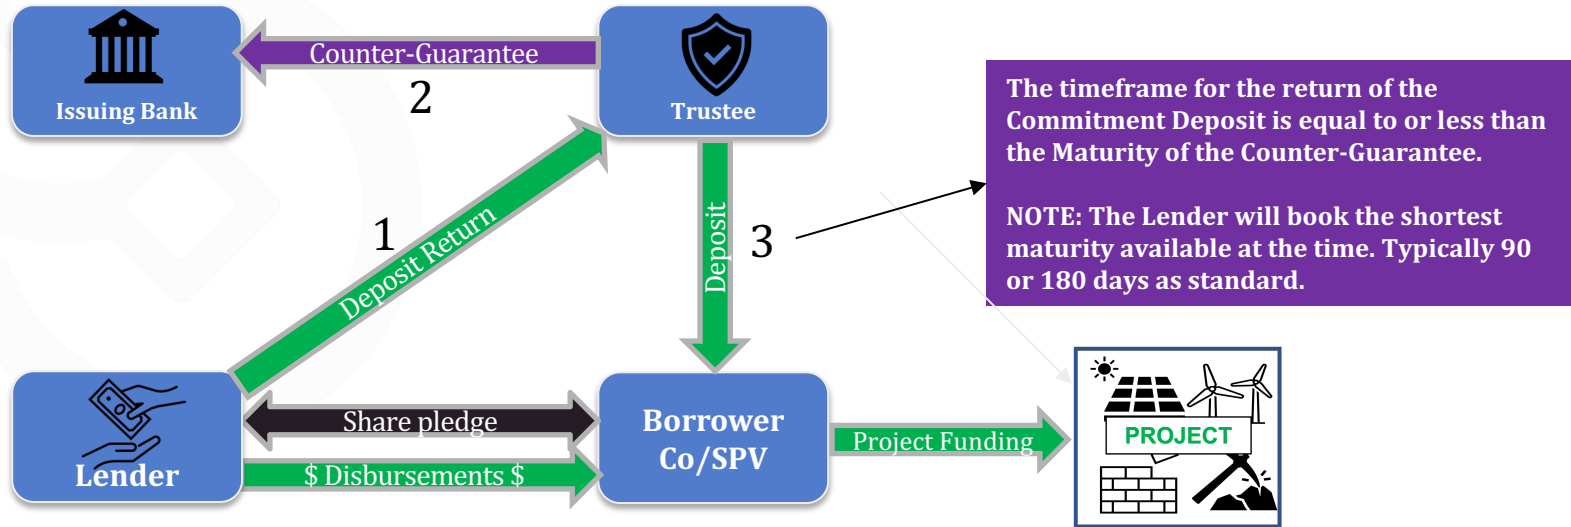 Issuing Bank
Counter-Guarantee
2
Trustee
The timeframe for the return of the
Commitment Deposit is equal to or less than
the Maturity of the Counter-Guarantee.
NOTE: The Lender will book the shortest
maturity available at the time. Typically 90
or 180 days as standard.
1
Deposit Return
Deposit
3
Lender
Share pledge
$ Disbursements $
Borrower
Co/SPV
Project Funding
PROJECT